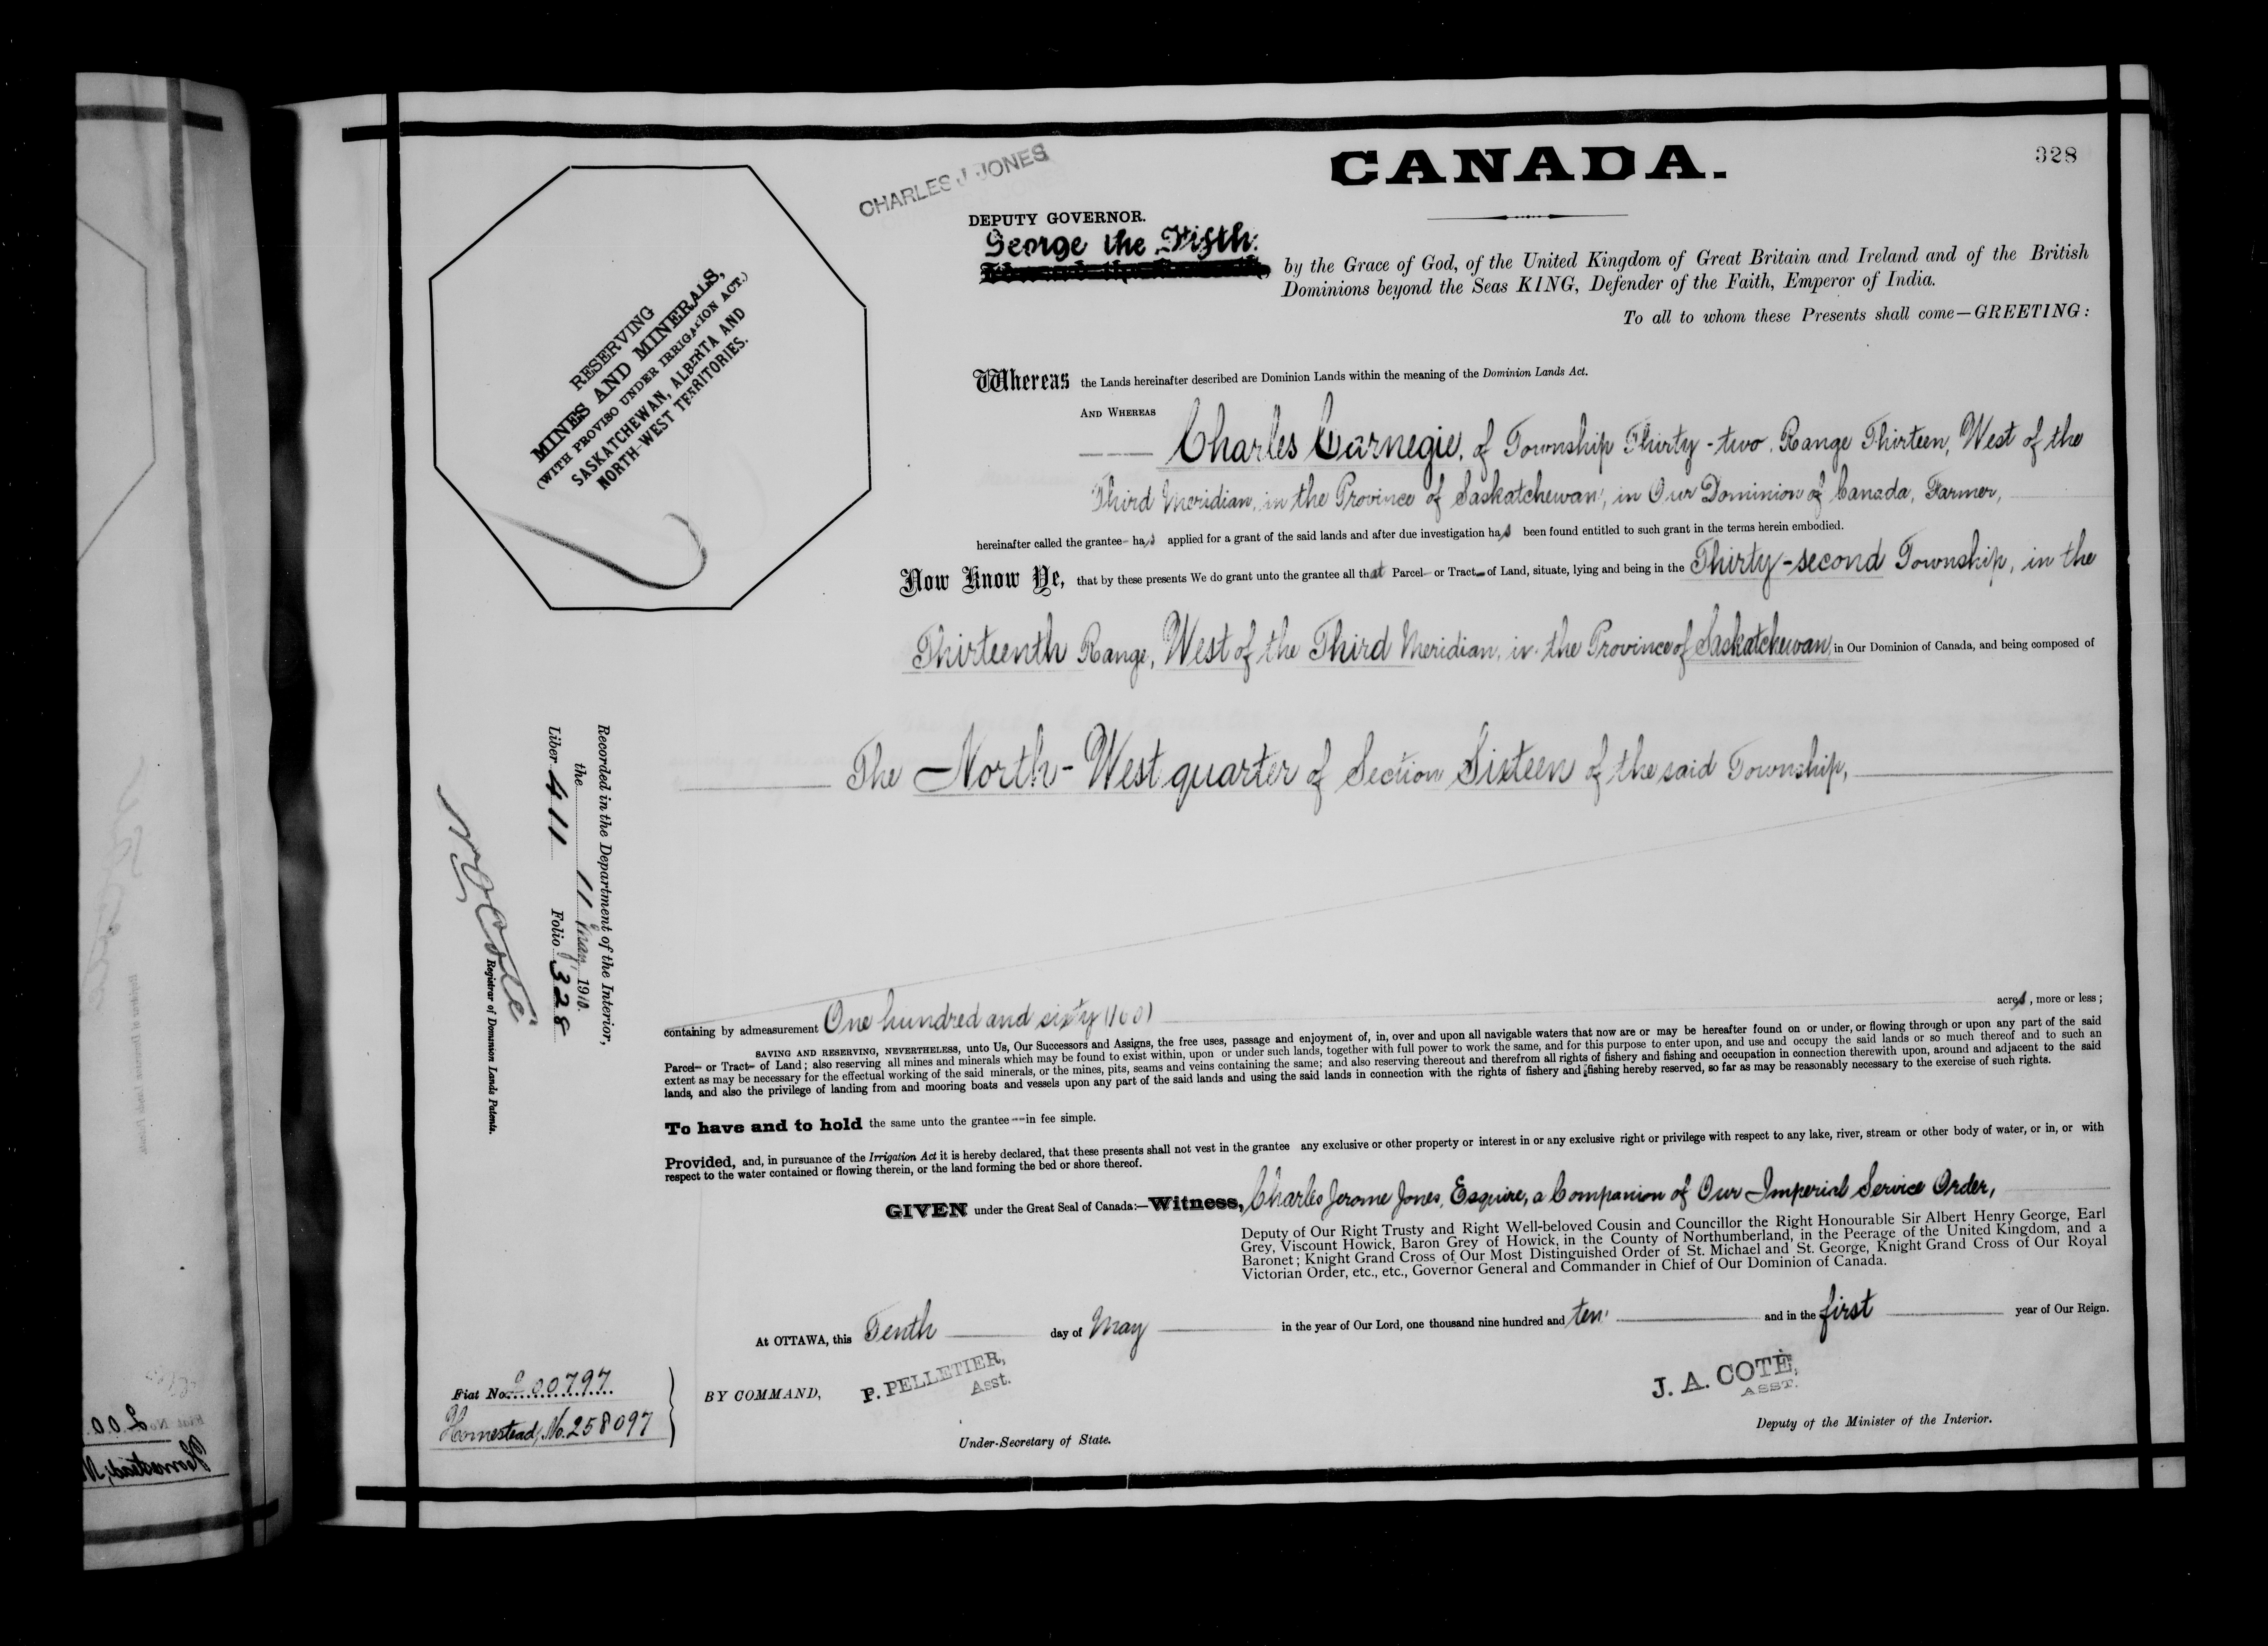 328
CANADA.
CHARLES J. JONES
DEPUTY GOVERNOR.
George the Fifth
by the Grace of God, of the United Kingdom of Great Britain and Ireland and of the British
Dominions beyond the Seas KING, Defender of the Faith, Emperor of India.
To all to whom these Presents shall come—GREETING:
RESERVING
MINES AND MINERALS,
(WITH PROVISO UNDER IRRIGATION ACT.)
SASKATCHEWAN, ALBERTA AND
NORTH-WEST TERRITORIES.
Whereas the Lands hereinafter described are Dominion Lands within the meaning of the Dominion Lands Act.
AND WHEREAS
Charles Carnegie, of Township Thirty-two, Range Thirteen, West of the
Third Meridian, in the Province of Saskatchewan, in Our Dominion of Canada, Farmer,
hereinafter called the grantee has applied for a grant of the said lands and after due investigation has been found entitled to such grant in the terms herein embodied.
Now Know Ye, that by these presents We do grant unto the grantee all that Parcel or Tract of Land, situate, lying and being in the Thirty-second Township, in the
Thirteenth Range, West of the Third Meridian, in the Province of Saskatchewan, in Our Dominion of Canada, and being composed of
The North-West quarter of Section Sixteen of the said Township,
Recorded in the Department of the Interior,
the 11 May, 1910.
Liber 411 Folio 328
Registrar of Dominion Lands Patents.
containing by admeasurement One hundred and sixty (160) acres, more or less;
SAVING AND RESERVING, NEVERTHELESS, unto Us, Our Successors and Assigns, the free uses, passage and enjoyment of, in, over and upon all navigable waters that now are or may be hereafter found on or under, or flowing through or upon any part of the said
Parcel or Tract of Land; also reserving all mines and minerals which may be found to exist within, upon or under such lands, together with full power to work the same, and for this purpose to enter upon, and use and occupy the said lands or so much thereof and to such an
extent as may be necessary for the effectual working of the said minerals, or the mines, pits, seams and veins containing the same; and also reserving thereout and therefrom all rights of fishery and fishing and occupation in connection therewith upon, around and adjacent to the said
lands, and also the privilege of landing from and mooring boats and vessels upon any part of the said lands and using the said lands in connection with the rights of fishery and fishing hereby reserved, so far as may be reasonably necessary to the exercise of such rights.
To have and to hold the same unto the grantee in fee simple.
Provided, and, in pursuance of the Irrigation Act it is hereby declared, that these presents shall not vest in the grantee any exclusive or other property or interest in or any exclusive right or privilege with respect to any lake, river, stream or other body of water, or in, or with
respect to the water contained or flowing therein, or the land forming the bed or shore thereof.
GIVEN under the Great Seal of Canada:—Witness, Charles Jerome Jones, Esquire, a Companion of Our Imperial Service Order,
Deputy of Our Right Trusty and Right Well-beloved Cousin and Councillor the Right Honourable Sir Albert Henry George, Earl
Grey, Viscount Howick, Baron Grey of Howick, in the County of Northumberland, in the Peerage of the United Kingdom, and a
Baronet; Knight Grand Cross of Our Most Distinguished Order of St. Michael and St. George, Knight Grand Cross of Our Royal
Victorian Order, etc., etc., Governor General and Commander in Chief of Our Dominion of Canada.
At OTTAWA, this Tenth day of May in the year of Our Lord, one thousand nine hundred and ten and in the first year of Our Reign.
Fiat No. 200797
Homestead, No. 258097
BY COMMAND,
P. PELLETIER,
Asst.
Under-Secretary of State.
J. A. COTÉ,
ASST.
Deputy of the Minister of the Interior.